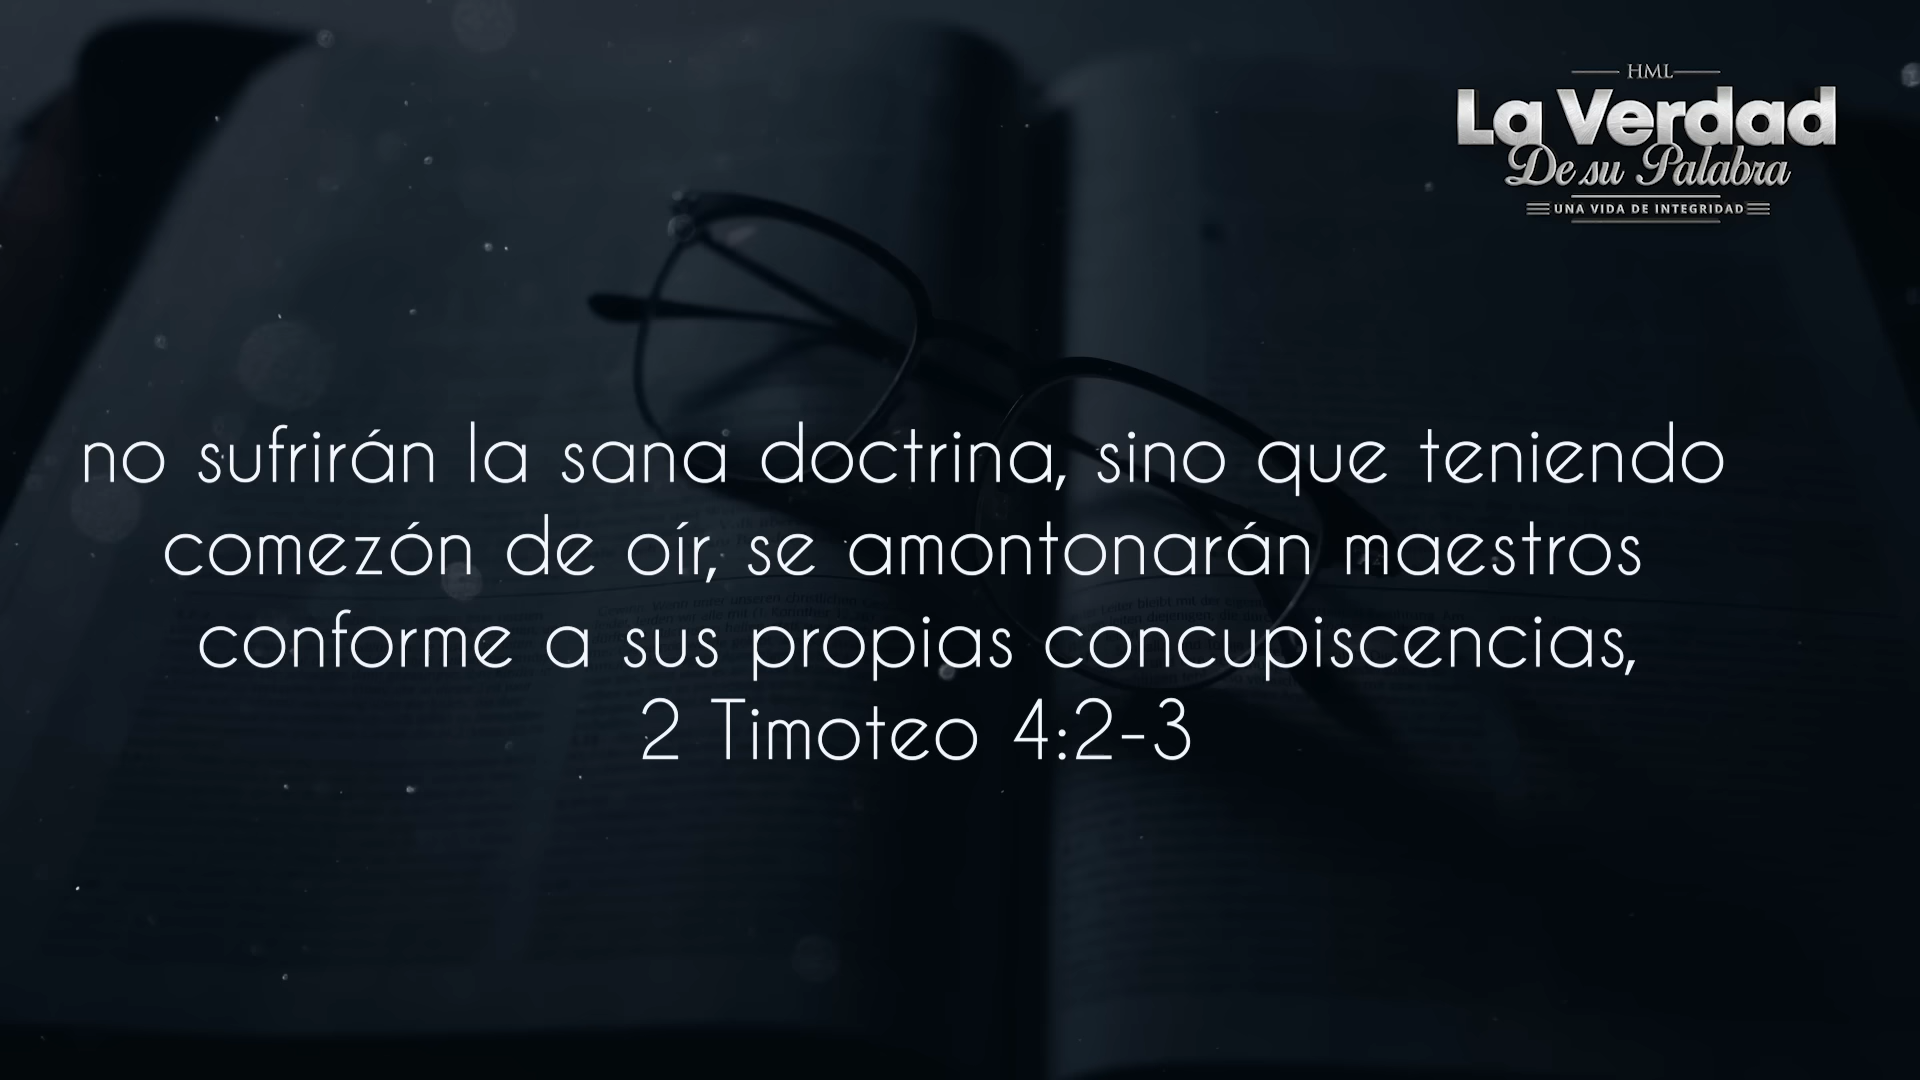 HML
La Verdad
De su Palabra
UNA VIDA DE INTEGRIDAD
no sufrirán la sana doctrina, sino que teniendo
comezón de oír, se amontonarán maestros
conforme a sus propias concupiscencias,
2 Timoteo 4:2-3